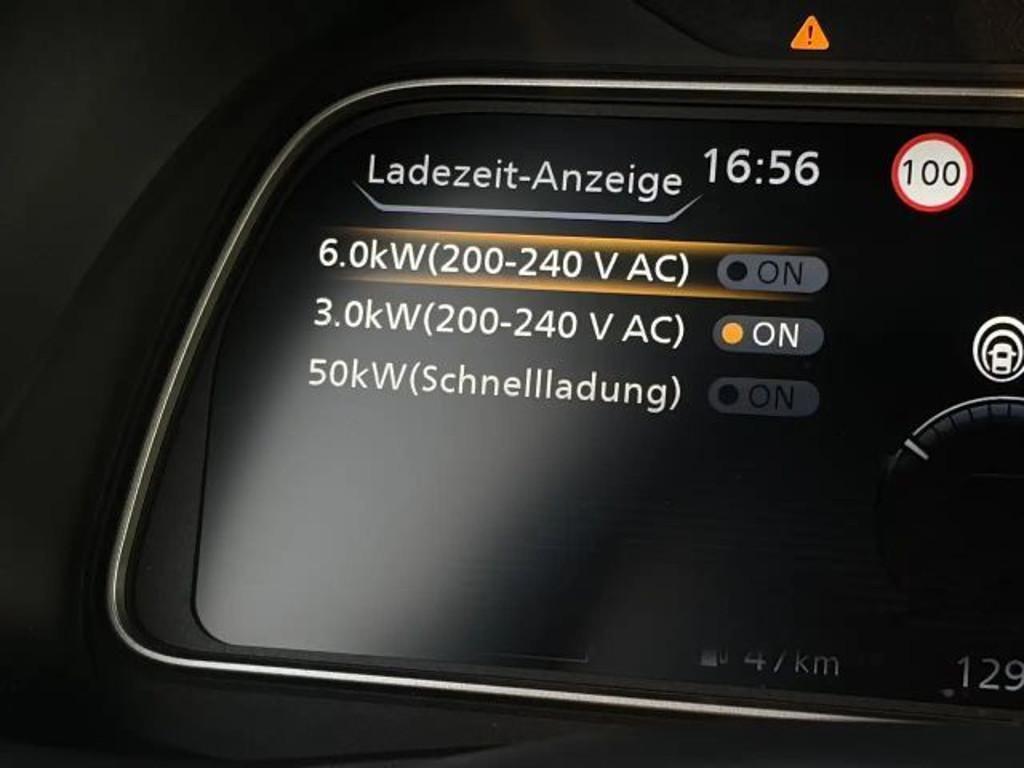 Ladezeit-Anzeige 16:56 100
6.0kW(200-240 V AC) ON
3.0kW(200-240 V AC) ON
50kW(Schnellladung) ON
47km 129